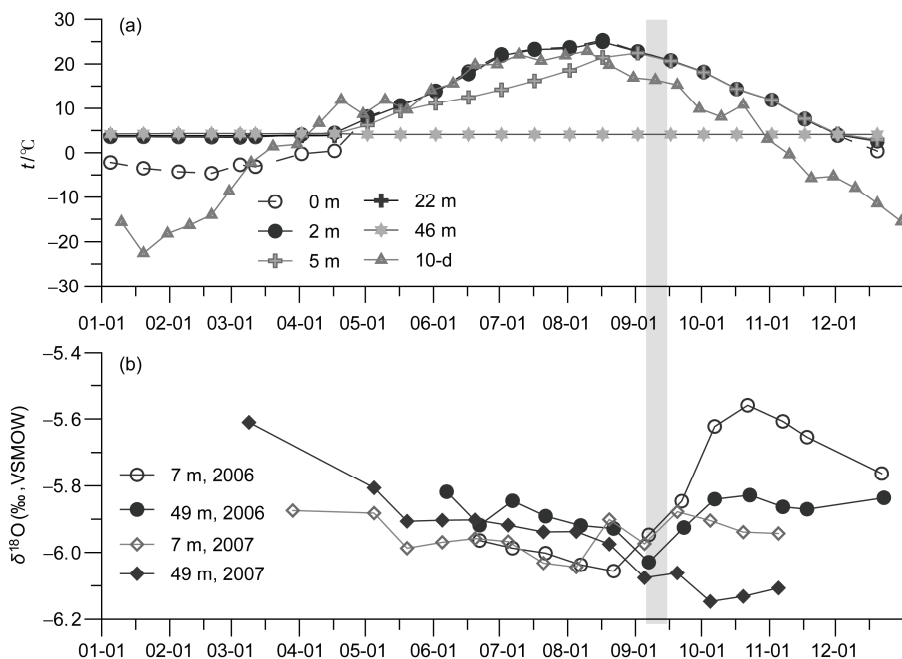 (a)
t/℃
30
20
10
0
–10
–20
–30
0 m
2 m
5 m
22 m
46 m
10-d
01-01 02-01 03-01 04-01 05-01 06-01 07-01 08-01 09-01 10-01 11-01 12-01
(b)
δ18O (‰, VSMOW)
–5.4
–5.6
–5.8
–6.0
–6.2
7 m, 2006
49 m, 2006
7 m, 2007
49 m, 2007
01-01 02-01 03-01 04-01 05-01 06-01 07-01 08-01 09-01 10-01 11-01 12-01